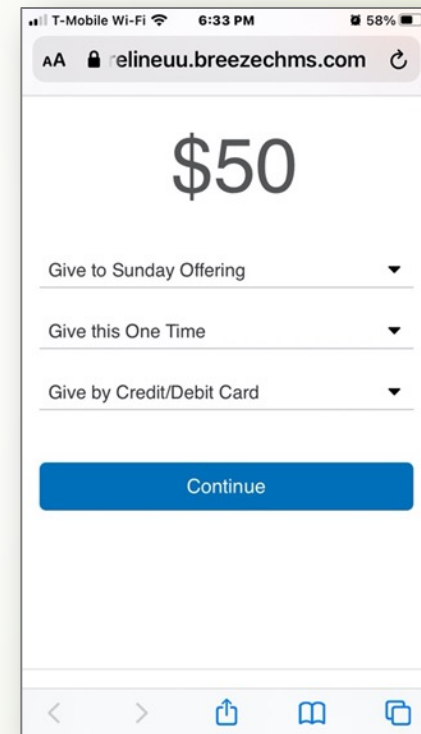 T-Mobile Wi-Fi 6:33 PM 58%
AA relineuu.breezechms.com
$50
Give to Sunday Offering
Give this One Time
Give by Credit/Debit Card
Continue